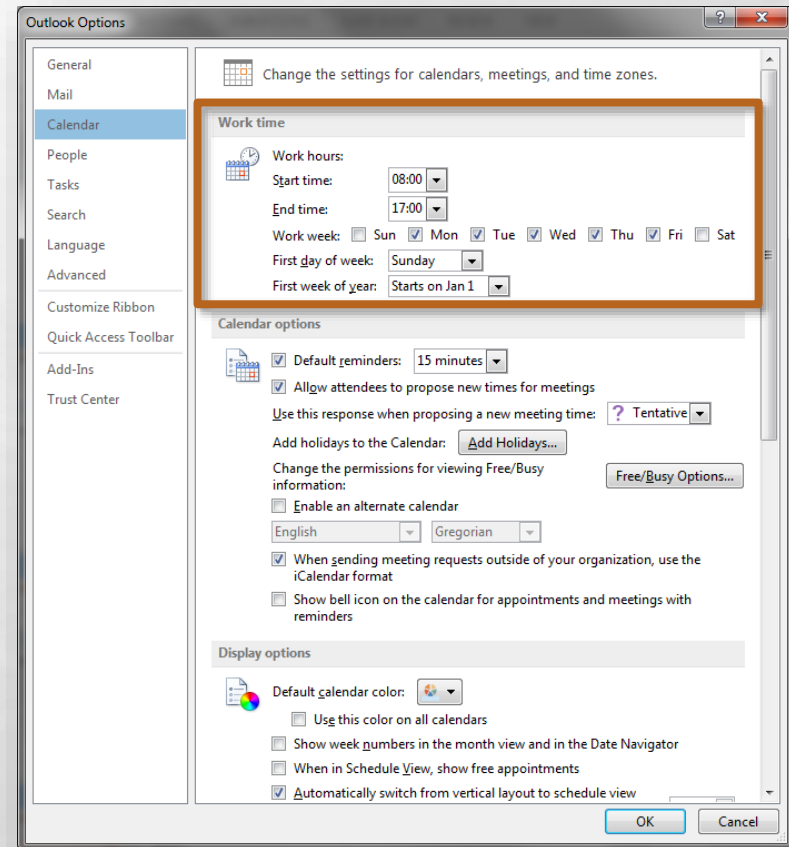 Outlook Options
General
Mail
Calendar
People
Tasks
Search
Language
Advanced
Customize Ribbon
Quick Access Toolbar
Add-Ins
Trust Center
Change the settings for calendars, meetings, and time zones.
Work time
Work hours:
Start time: 08:00
End time: 17:00
Work week: Sun Mon Tue Wed Thu Fri Sat
First day of week: Sunday
First week of year: Starts on Jan 1
Calendar options
Default reminders: 15 minutes
Allow attendees to propose new times for meetings
Use this response when proposing a new meeting time: ? Tentative
Add holidays to the Calendar: Add Holidays...
Change the permissions for viewing Free/Busy
information:
Free/Busy Options...
Enable an alternate calendar
English Gregorian
When sending meeting requests outside of your organization, use the
iCalendar format
Show bell icon on the calendar for appointments and meetings with
reminders
Display options
Default calendar color:
Use this color on all calendars
Show week numbers in the month view and in the Date Navigator
When in Schedule View, show free appointments
Automatically switch from vertical layout to schedule view
OK Cancel